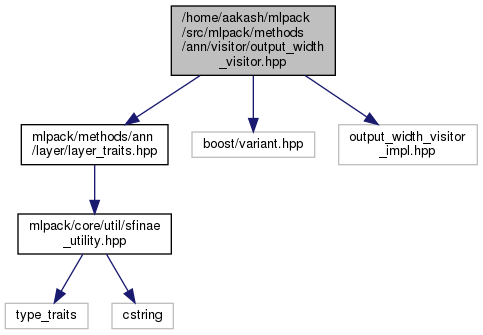 /home/aakash/mlpack
/src/mlpack/methods
/ann/visitor/output_width
_visitor.hpp
mlpack/methods/ann
/layer/layer_traits.hpp
boost/variant.hpp
output_width_visitor
_impl.hpp
mlpack/core/util/sfinae
_utility.hpp
type_traits
cstring